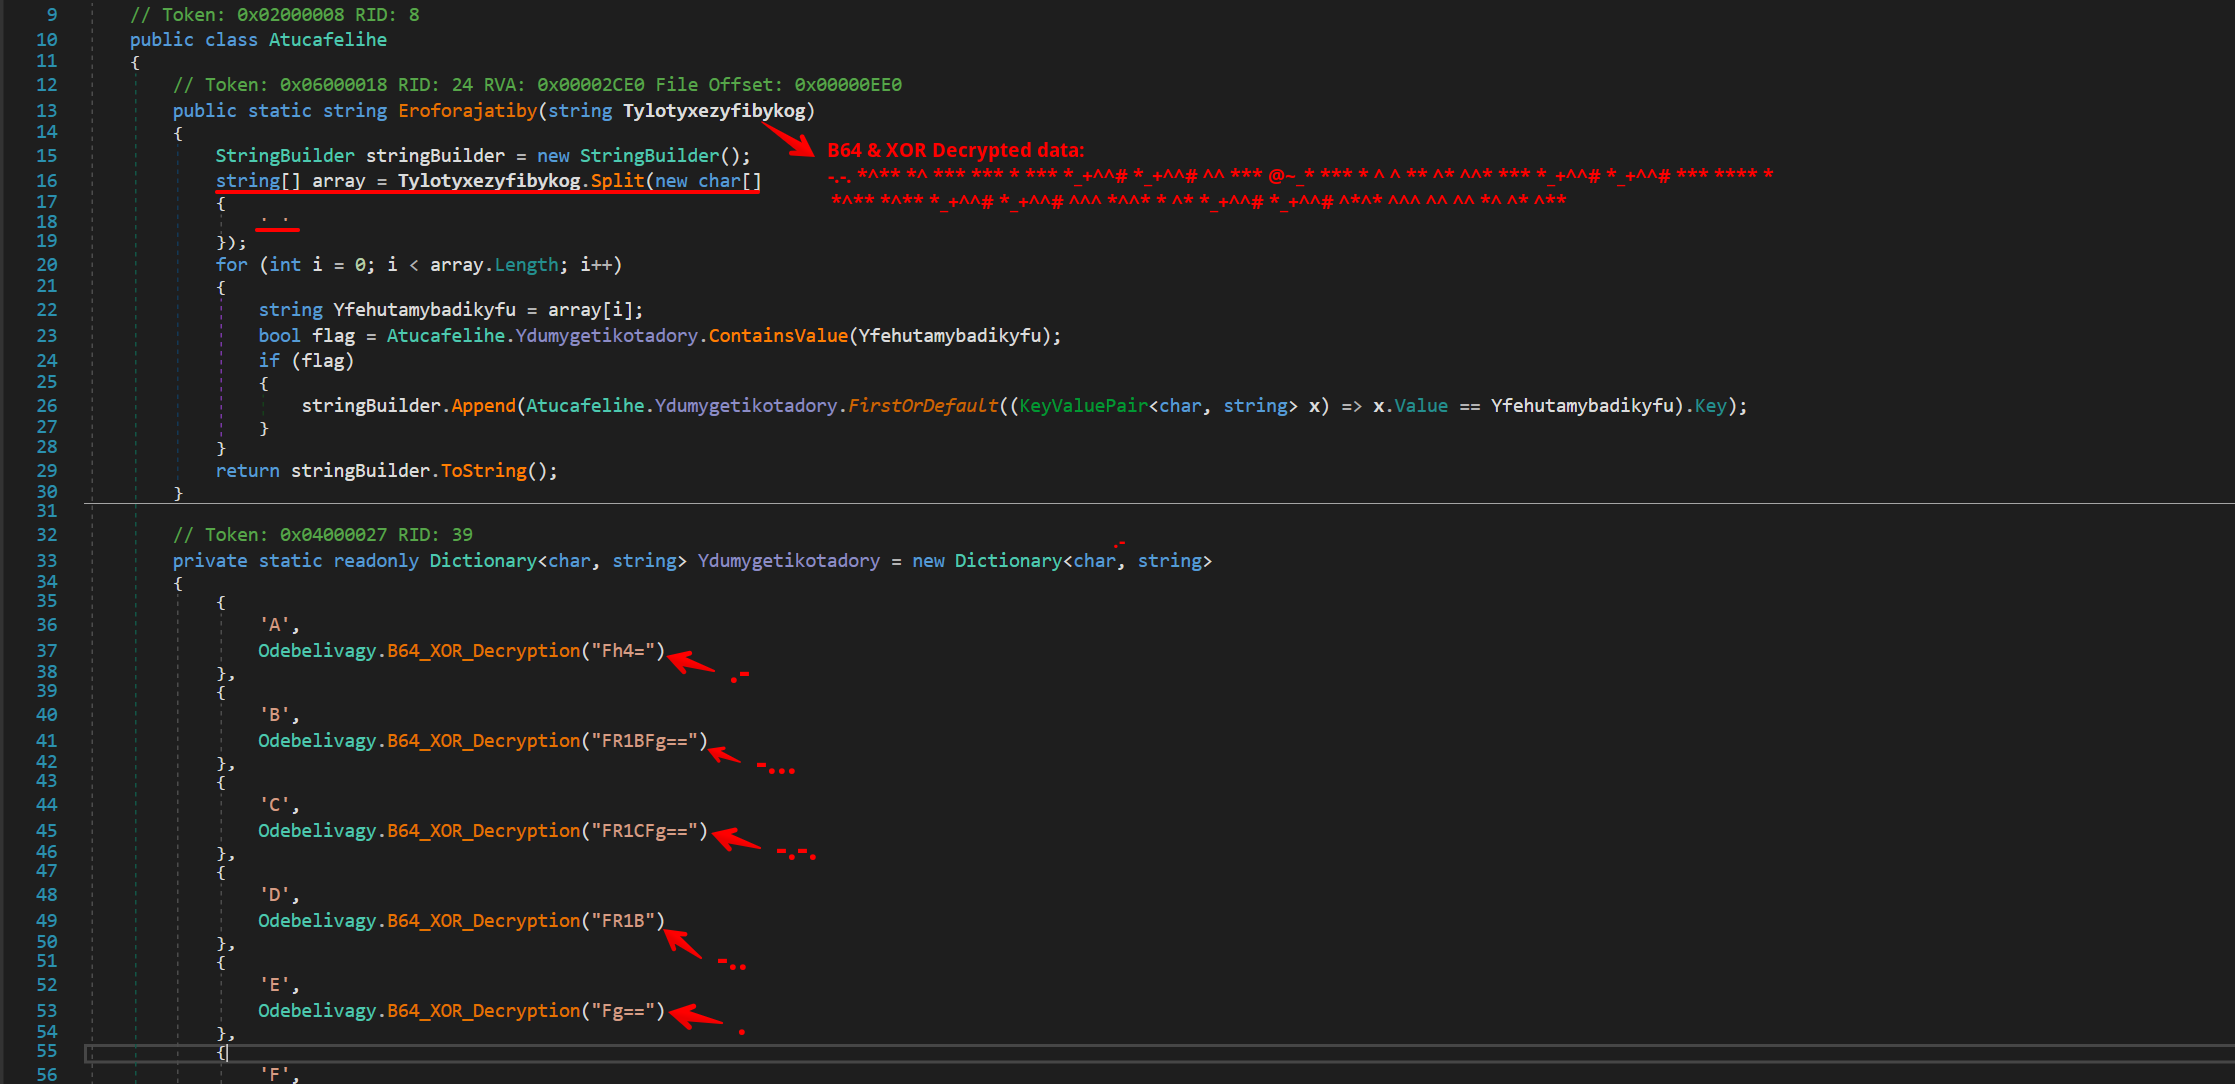 9 // Token: 0x02000008 RID: 8
10 public class Atucafelihe
11 {
12 // Token: 0x06000018 RID: 24 RVA: 0x00002CE0 File Offset: 0x00000EE0
13 public static string Eroforajatiby(string Tylotyxezyfibykog)
14 {
15 StringBuilder stringBuilder = new StringBuilder();
B64 & XOR Decrypted data:
16 string[] array = Tylotyxezyfibykog.Split(new char[]
-.-. *^** *^ *** *** * *** *_+^^# *_+^^# ^^ *** @~_* *** * ^ ^ ** ^* ^^* *** *_+^^# *_+^^# *** **** *
17 {
*^** *^** *_+^^# *_+^^# ^^^ *^^* * ^* *_+^^# *_+^^# ^*^* ^^^ ^^ ^^ *^ ^* ^**
18 ' '
19 });
20 for (int i = 0; i < array.Length; i++)
21 {
22 string Yfehutamybadikyfu = array[i];
23 bool flag = Atucafelihe.Ydumygetikotadory.ContainsValue(Yfehutamybadikyfu);
24 if (flag)
25 {
26 stringBuilder.Append(Atucafelihe.Ydumygetikotadory.FirstOrDefault((KeyValuePair<char, string> x) => x.Value == Yfehutamybadikyfu).Key);
27 }
28 }
29 return stringBuilder.ToString();
30 }
31
32 // Token: 0x04000027 RID: 39
.-
33 private static readonly Dictionary<char, string> Ydumygetikotadory = new Dictionary<char, string>
34 {
35 {
36 'A',
37 Odebelivagy.B64_XOR_Decryption("Fh4=") .-
38 },
39 {
40 'B',
41 Odebelivagy.B64_XOR_Decryption("FR1BFg==") -...
42 },
43 {
44 'C',
45 Odebelivagy.B64_XOR_Decryption("FR1CFg==") -.-.
46 },
47 {
48 'D',
49 Odebelivagy.B64_XOR_Decryption("FR1B") -..
50 },
51 {
52 'E',
53 Odebelivagy.B64_XOR_Decryption("Fg==") .
54 },
55 {
56 'F',